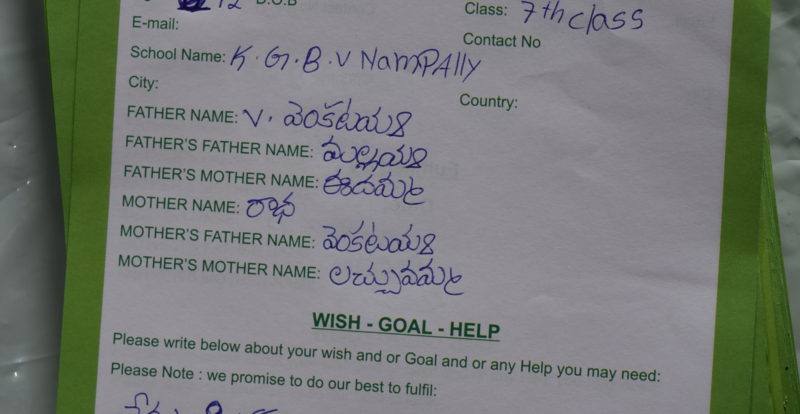 12 D.O.B
Class: 7th class
E-mail:
Contact No
School Name: K.G.B.V NamPAlly
City:
Country:
FATHER NAME: V. వెంకటయ్య
FATHER'S FATHER NAME: మల్లయ్య
FATHER'S MOTHER NAME: ఈదమ్మ
MOTHER NAME: రాధ
MOTHER'S FATHER NAME: వెంకటయ్య
MOTHER'S MOTHER NAME: లచ్చువమ్మ
WISH - GOAL - HELP
Please write below about your wish and or Goal and or any Help you may need:
Please Note : we promise to do our best to fulfil: